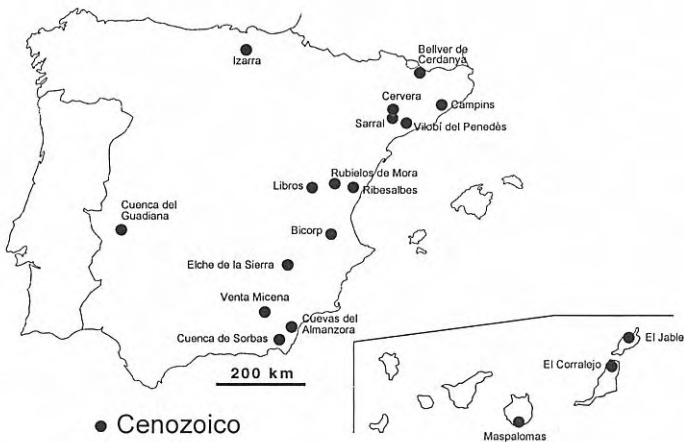 Izarra
Bellver de
Cerdanya
Cervera
Campins
Sarral
Vilobí del Penedès
Rubielos de Mora
Libros
Ribesalbes
Cuenca del
Guadiana
Bicorp
Elche de la Sierra
Venta Micena
Cuevas del
Almanzora
Cuenca de Sorbas
200 km
El Jable
El Corralejo
Maspalomas
Cenozoico